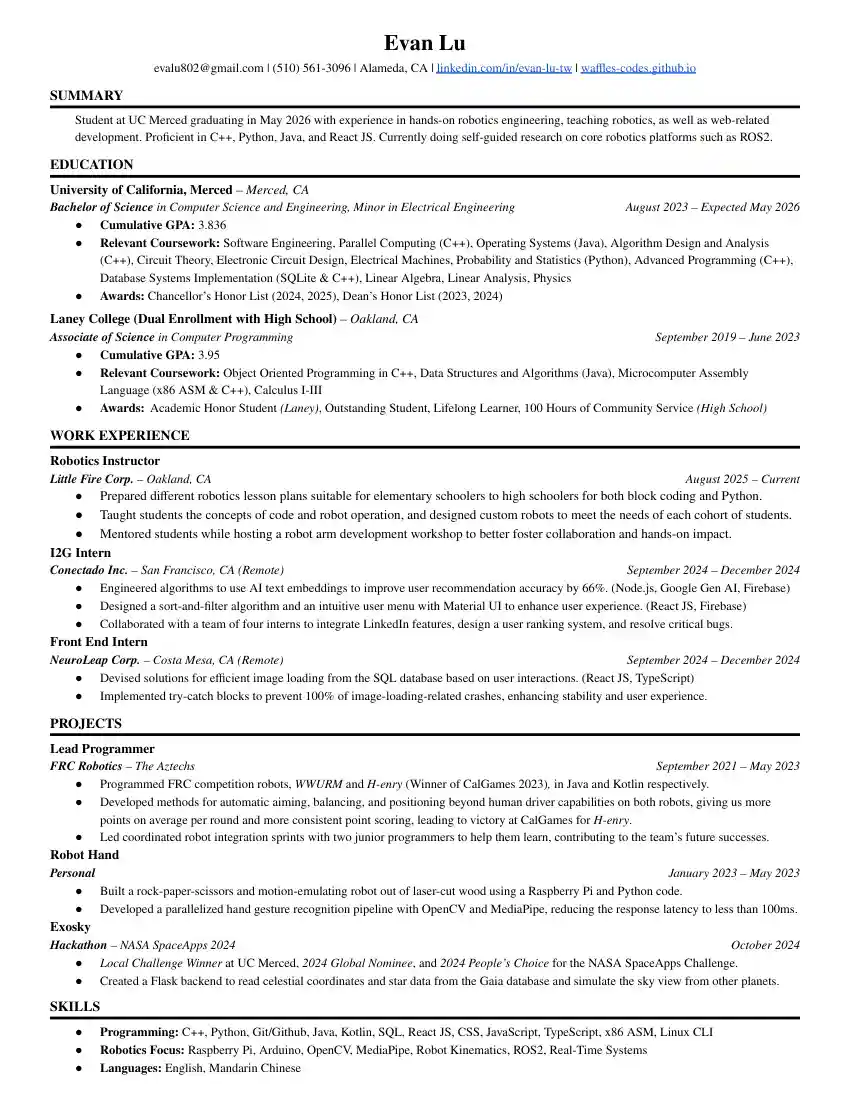 Evan Lu
evalu802@gmail.com | (510) 561-3096 | Alameda, CA | linkedin.com/in/evan-lu-tw | waffles-codes.github.io
SUMMARY
Student at UC Merced graduating in May 2026 with experience in hands-on robotics engineering, teaching robotics, as well as web-related
development. Proficient in C++, Python, Java, and React JS. Currently doing self-guided research on core robotics platforms such as ROS2.
EDUCATION
University of California, Merced – Merced, CA
Bachelor of Science in Computer Science and Engineering, Minor in Electrical Engineering August 2023 – Expected May 2026
● Cumulative GPA: 3.836
● Relevant Coursework: Software Engineering, Parallel Computing (C++), Operating Systems (Java), Algorithm Design and Analysis
(C++), Circuit Theory, Electronic Circuit Design, Electrical Machines, Probability and Statistics (Python), Advanced Programming (C++),
Database Systems Implementation (SQLite & C++), Linear Algebra, Linear Analysis, Physics
● Awards: Chancellor's Honor List (2024, 2025), Dean's Honor List (2023, 2024)
Laney College (Dual Enrollment with High School) – Oakland, CA
Associate of Science in Computer Programming September 2019 – June 2023
● Cumulative GPA: 3.95
● Relevant Coursework: Object Oriented Programming in C++, Data Structures and Algorithms (Java), Microcomputer Assembly
Language (x86 ASM & C++), Calculus I-III
● Awards: Academic Honor Student (Laney), Outstanding Student, Lifelong Learner, 100 Hours of Community Service (High School)
WORK EXPERIENCE
Robotics Instructor
Little Fire Corp. – Oakland, CA August 2025 – Current
● Prepared different robotics lesson plans suitable for elementary schoolers to high schoolers for both block coding and Python.
● Taught students the concepts of code and robot operation, and designed custom robots to meet the needs of each cohort of students.
● Mentored students while hosting a robot arm development workshop to better foster collaboration and hands-on impact.
I2G Intern
Conectado Inc. – San Francisco, CA (Remote) September 2024 – December 2024
● Engineered algorithms to use AI text embeddings to improve user recommendation accuracy by 66%. (Node.js, Google Gen AI, Firebase)
● Designed a sort-and-filter algorithm and an intuitive user menu with Material UI to enhance user experience. (React JS, Firebase)
● Collaborated with a team of four interns to integrate LinkedIn features, design a user ranking system, and resolve critical bugs.
Front End Intern
NeuroLeap Corp. – Costa Mesa, CA (Remote) September 2024 – December 2024
● Devised solutions for efficient image loading from the SQL database based on user interactions. (React JS, TypeScript)
● Implemented try-catch blocks to prevent 100% of image-loading-related crashes, enhancing stability and user experience.
PROJECTS
Lead Programmer
FRC Robotics – The Aztechs September 2021 – May 2023
● Programmed FRC competition robots, WWURM and H-enry (Winner of CalGames 2023), in Java and Kotlin respectively.
● Developed methods for automatic aiming, balancing, and positioning beyond human driver capabilities on both robots, giving us more
points on average per round and more consistent point scoring, leading to victory at CalGames for H-enry.
● Led coordinated robot integration sprints with two junior programmers to help them learn, contributing to the team's future successes.
Robot Hand
Personal January 2023 – May 2023
● Built a rock-paper-scissors and motion-emulating robot out of laser-cut wood using a Raspberry Pi and Python code.
● Developed a parallelized hand gesture recognition pipeline with OpenCV and MediaPipe, reducing the response latency to less than 100ms.
Exosky
Hackathon – NASA SpaceApps 2024 October 2024
● Local Challenge Winner at UC Merced, 2024 Global Nominee, and 2024 People's Choice for the NASA SpaceApps Challenge.
● Created a Flask backend to read celestial coordinates and star data from the Gaia database and simulate the sky view from other planets.
SKILLS
● Programming: C++, Python, Git/Github, Java, Kotlin, SQL, React JS, CSS, JavaScript, TypeScript, x86 ASM, Linux CLI
● Robotics Focus: Raspberry Pi, Arduino, OpenCV, MediaPipe, Robot Kinematics, ROS2, Real-Time Systems
● Languages: English, Mandarin Chinese